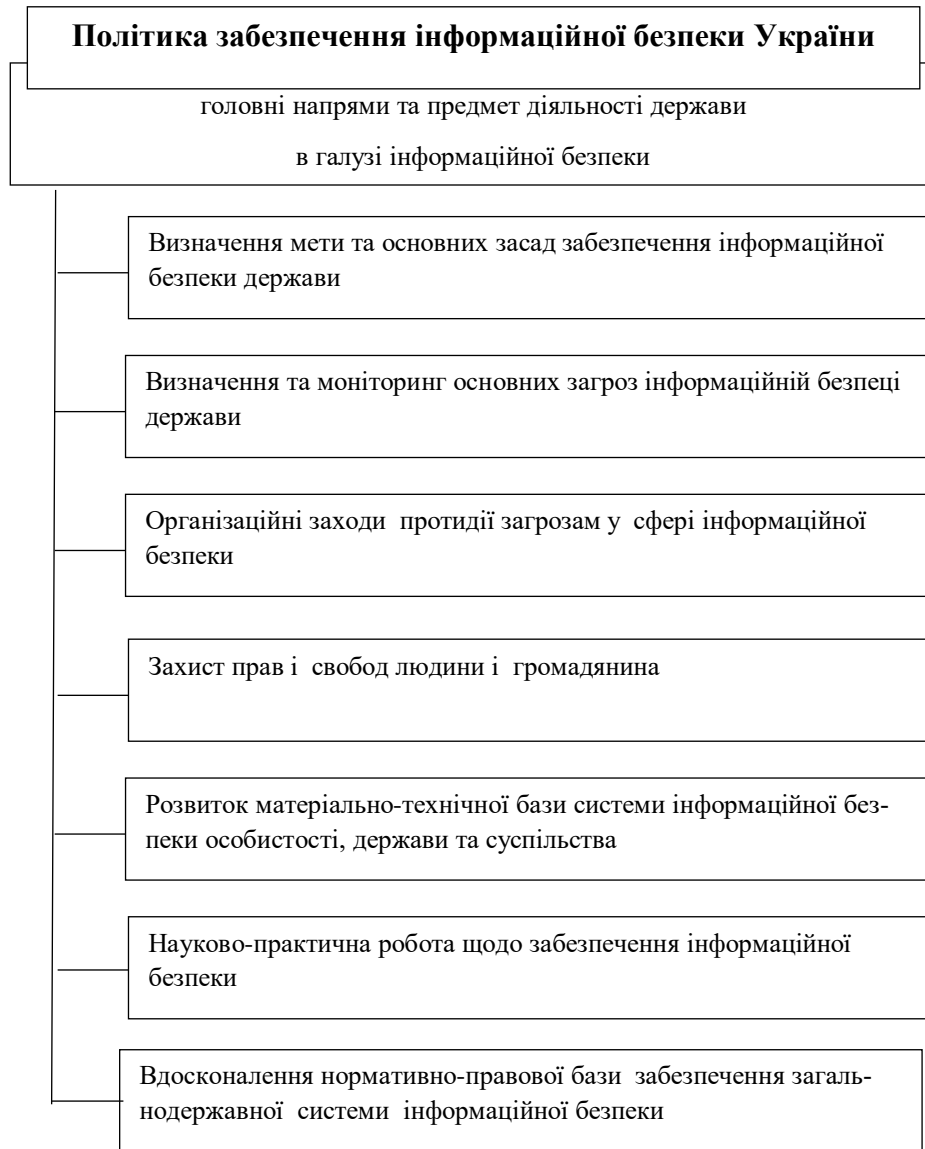 Політика забезпечення інформаційної безпеки України
головні напрями та предмет діяльності держави
в галузі інформаційної безпеки
Визначення мети та основних засад забезпечення інформаційної
безпеки держави
Визначення та моніторинг основних загроз інформаційній безпеці
держави
Організаційні заходи протидії загрозам у сфері інформаційної
безпеки
Захист прав і свобод людини і громадянина
Розвиток матеріально-технічної бази системи інформаційної без-
пеки особистості, держави та суспільства
Науково-практична робота щодо забезпечення інформаційної
безпеки
Вдосконалення нормативно-правової бази забезпечення загаль-
нодержавної системи інформаційної безпеки